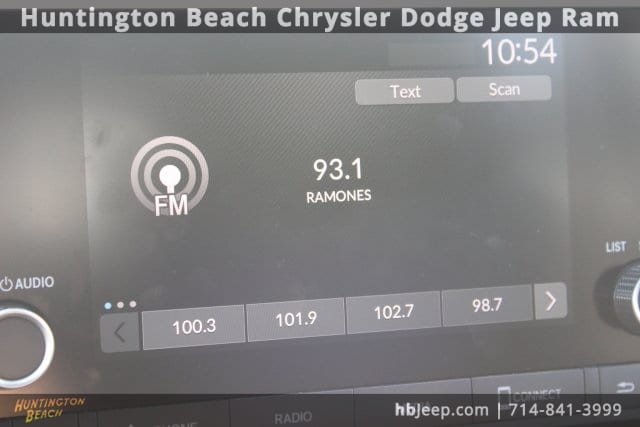 Huntington Beach Chrysler Dodge Jeep Ram
10:54
Text Scan
93.1
RAMONES
FM
LIST
AUDIO
100.3 101.9 102.7 98.7
HUNTINGTON BEACH
RADIO
CONNECT
hbjeep.com | 714-841-3999